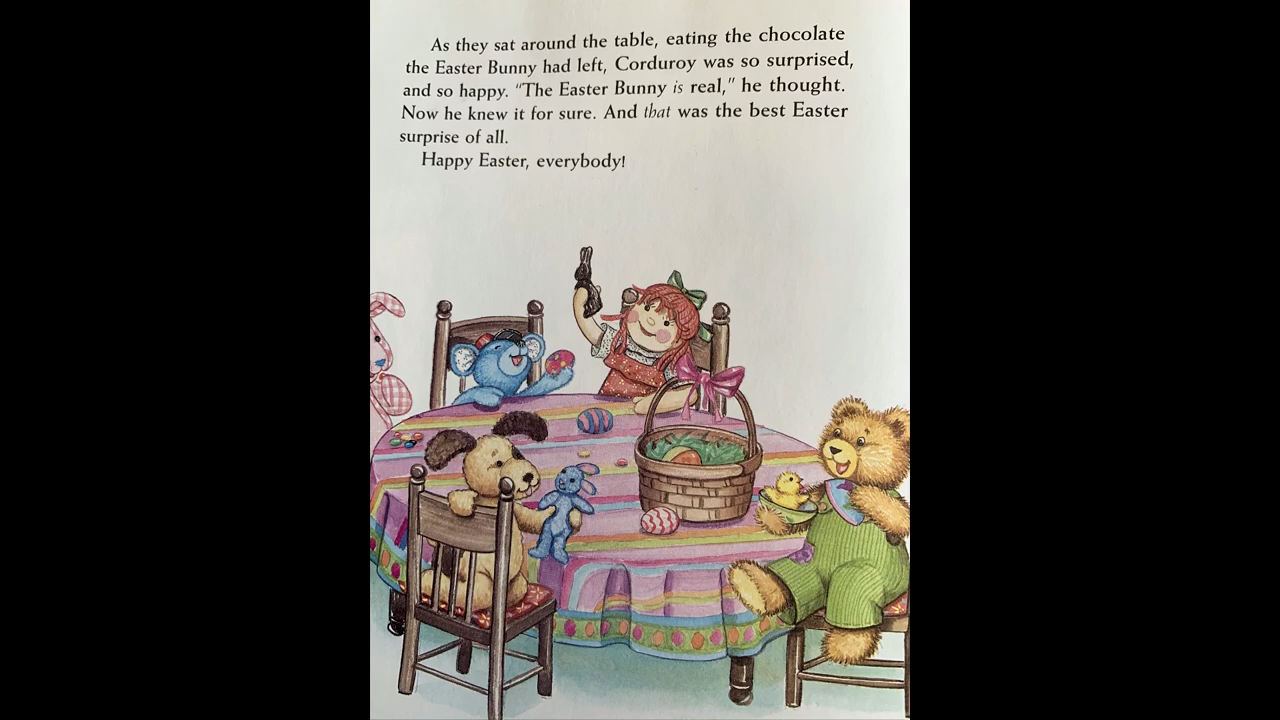 As they sat around the table, eating the chocolate
the Easter Bunny had left, Corduroy was so surprised,
and so happy. “The Easter Bunny is real,” he thought.
Now he knew it for sure. And that was the best Easter
surprise of all.
Happy Easter, everybody!